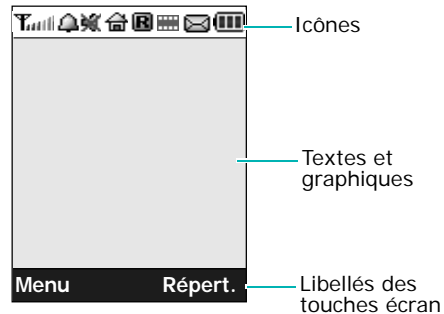 R
Icônes
Textes et
graphiques
Menu Répert.
Libellés des
touches écran